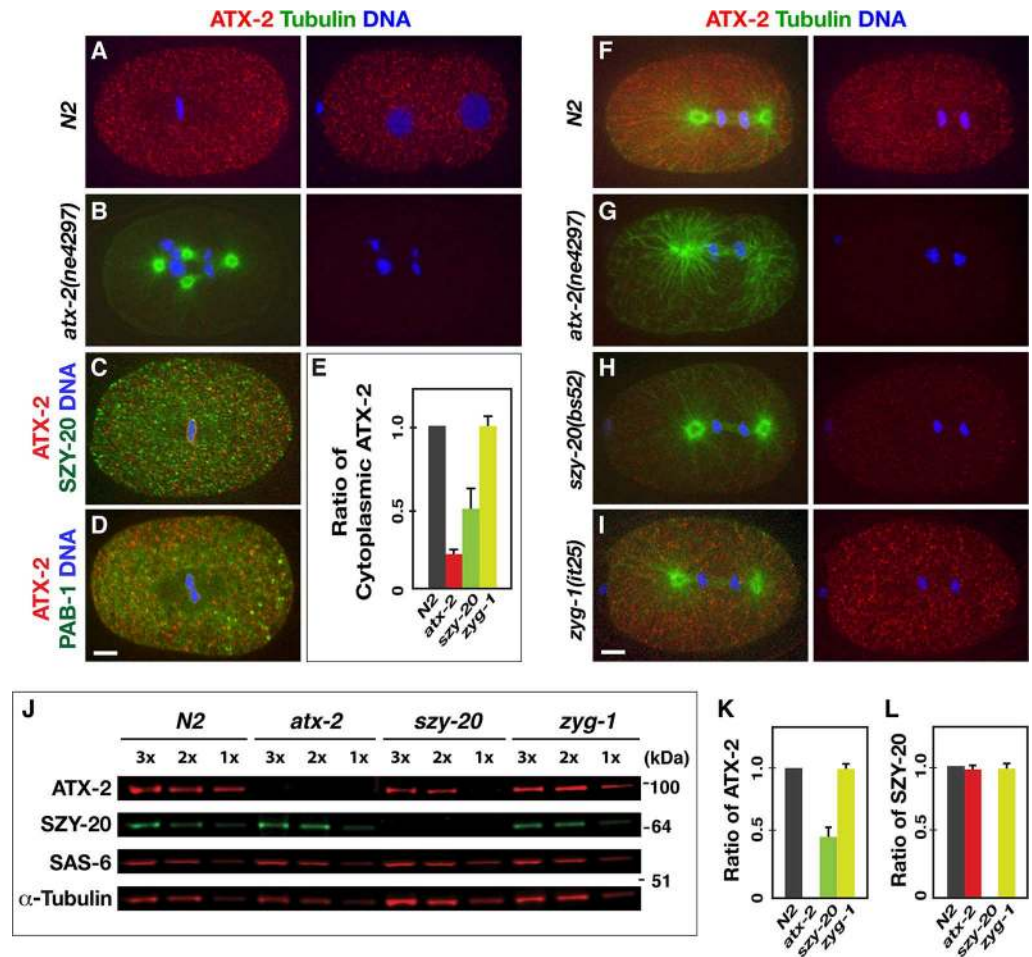 ATX-2 Tubulin DNA
A
N2
B
atx-2(ne4297)
C
ATX-2
SZY-20 DNA
D
ATX-2
PAB-1 DNA
E
Ratio of
Cytoplasmic ATX-2
1.0
0.5
0
N2
atx-2
szy-20
zyg-1
ATX-2 Tubulin DNA
F
N2
G
atx-2(ne4297)
H
szy-20(bs52)
I
zyg-1(it25)
J
N2 atx-2 szy-20 zyg-1
3x 2x 1x 3x 2x 1x 3x 2x 1x 3x 2x 1x (kDa)
ATX-2 -100
SZY-20 -64
SAS-6
-51
α-Tubulin
K
Ratio of ATX-2
1.0
0.5
0
N2
atx-2
szy-20
zyg-1
L
Ratio of SZY-20
1.0
0.5
0
N2
atx-2
szy-20
zyg-1